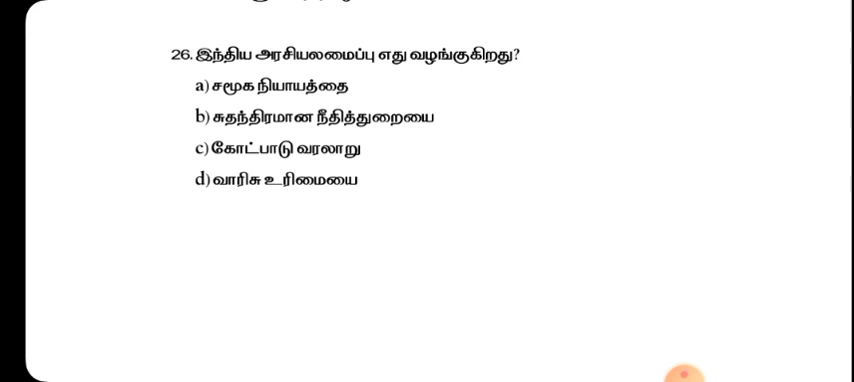 26. இந்திய அரசியலமைப்பு எது வழங்குகிறது?
a) சமூக நியாயத்தை
b) சுதந்திரமான நீதித்துறையை
c) கோட்பாடு வரலாறு
d) வாரிசு உரிமையை